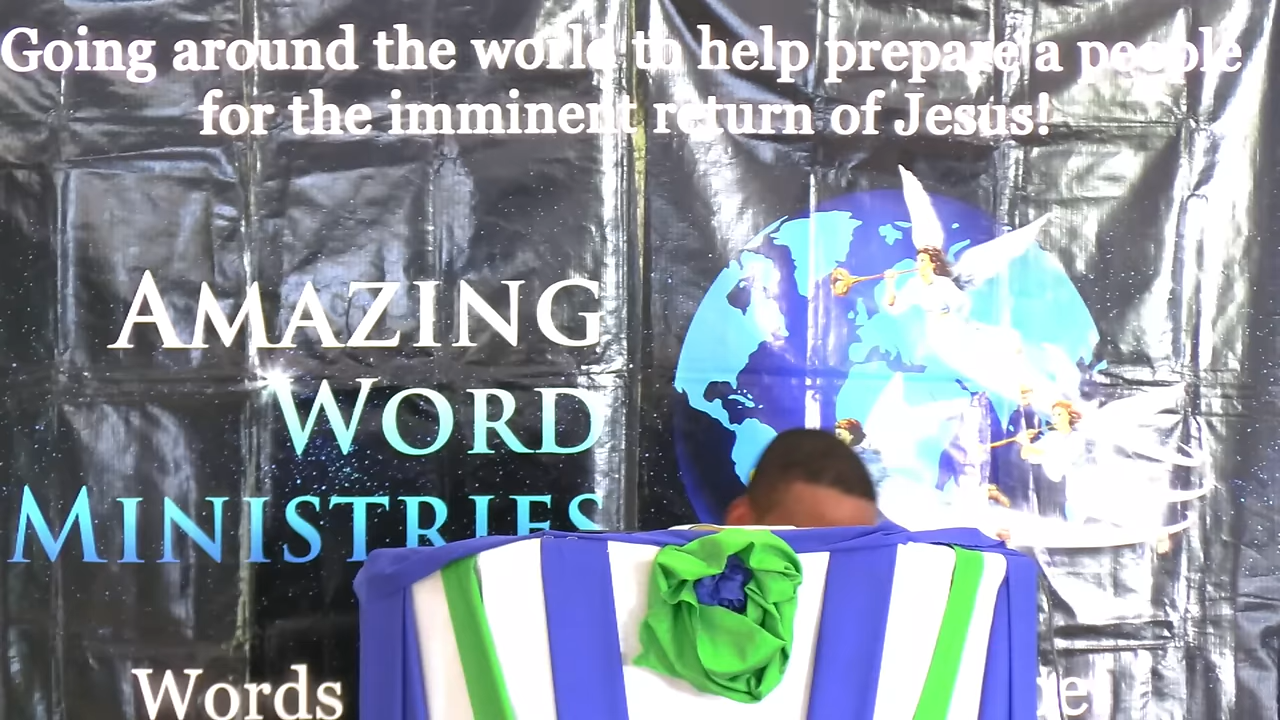 Going around the world to help prepare a people
for the imminent return of Jesus!
AMAZING
WORD
MINISTRIES
Words